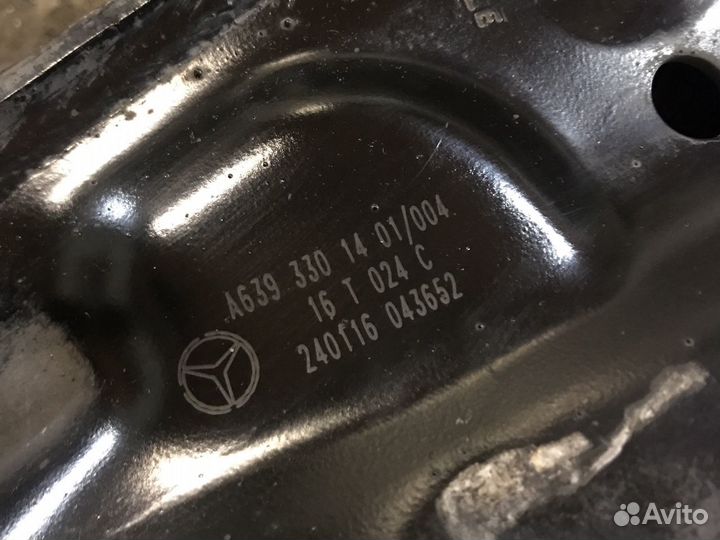 A639 330 14 01/004
16 T 024 C
240116 043652
Avito